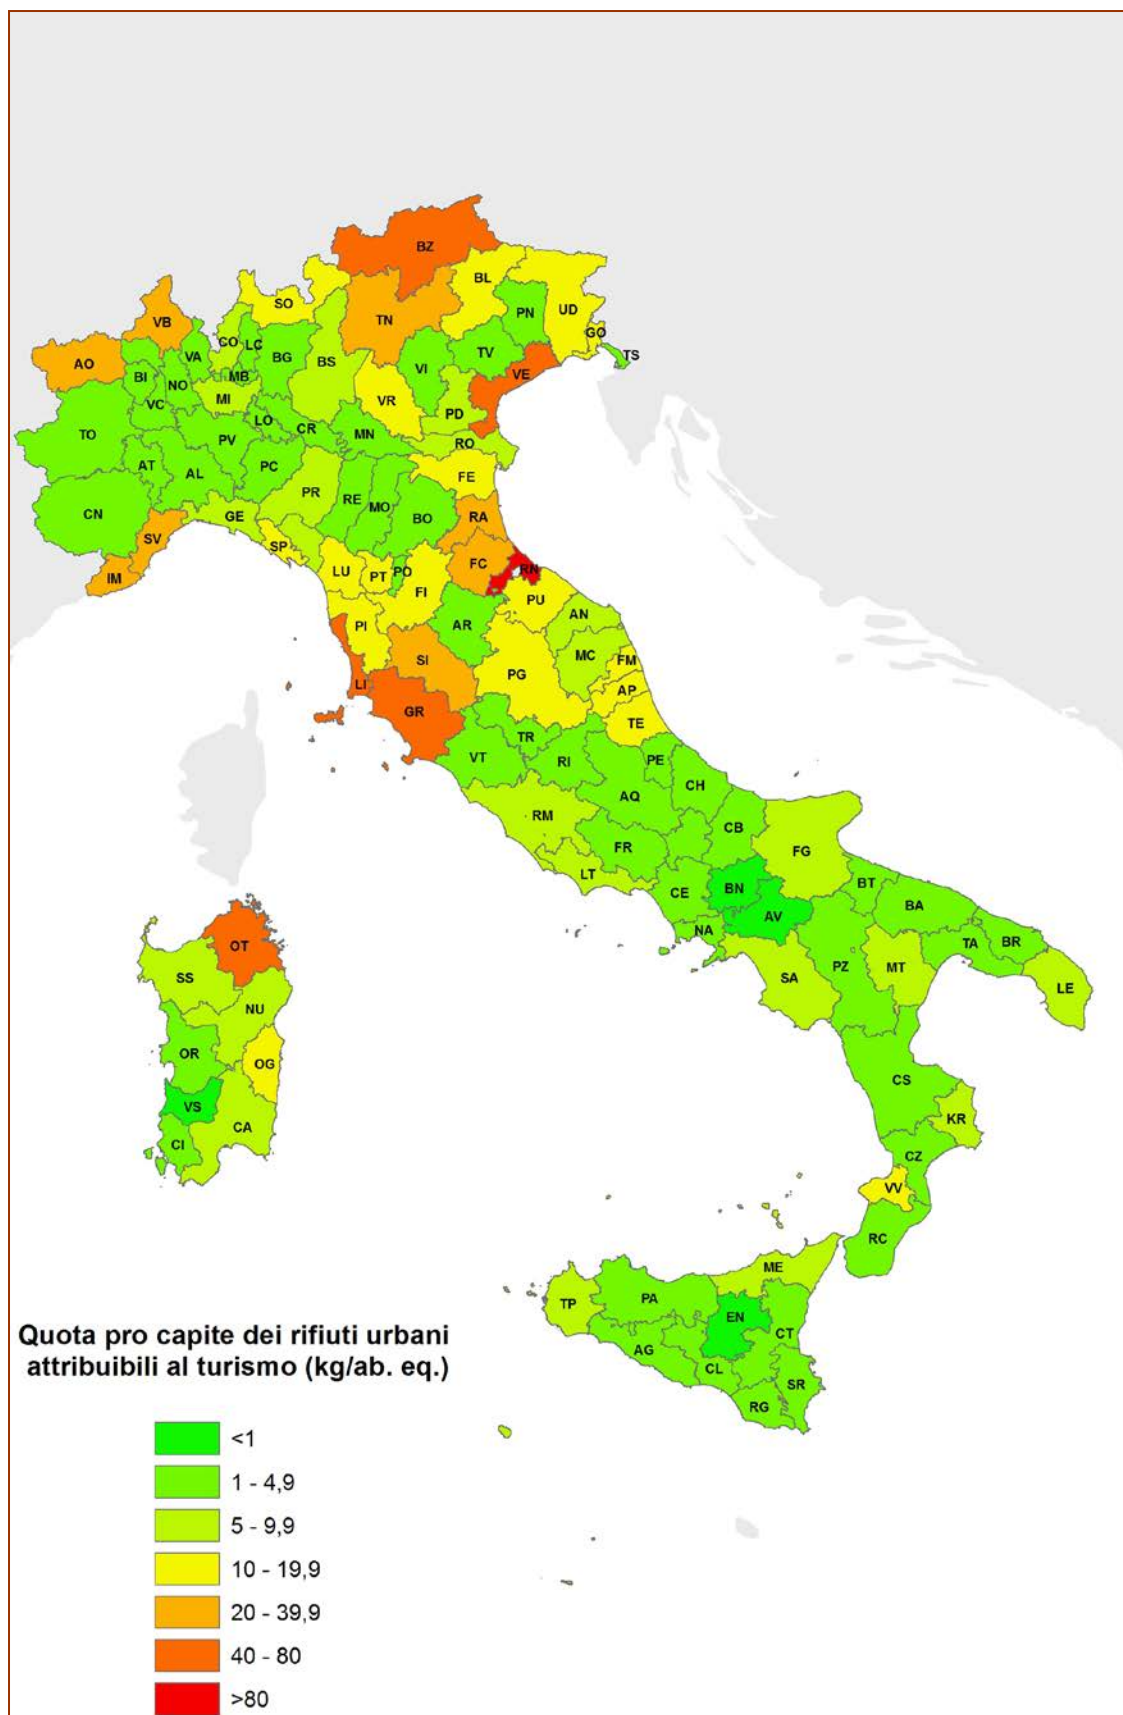 BZ
BL
SO
UD
VB
TN
PN
GO
CO
LC
TS
AO
VA
BG
BS
VI
TV
VE
BI
MB
NO
MI
VR
PD
VC
LO
TO
PV
CR
MN
RO
AT
AL
PC
FE
PR
RE
MO
CN
GE
BO
RA
SV
SP
FC
RN
IM
LU
PT
PO
FI
PU
AN
PI
AR
MC
SI
FM
PG
AP
LI
GR
TE
TR
VT
RI
PE
CH
AQ
RM
CB
FR
FG
LT
BT
CE
BN
BA
AV
NA
TA
BR
OT
PZ
MT
SS
SA
LE
NU
OR
OG
CS
VS
KR
CA
CI
CZ
VV
RC
ME
TP
PA
EN
CT
AG
CL
SR
RG
Quota pro capite dei rifiuti urbani
attribuibili al turismo (kg/ab. eq.)
<1
1 - 4,9
5 - 9,9
10 - 19,9
20 - 39,9
40 - 80
>80